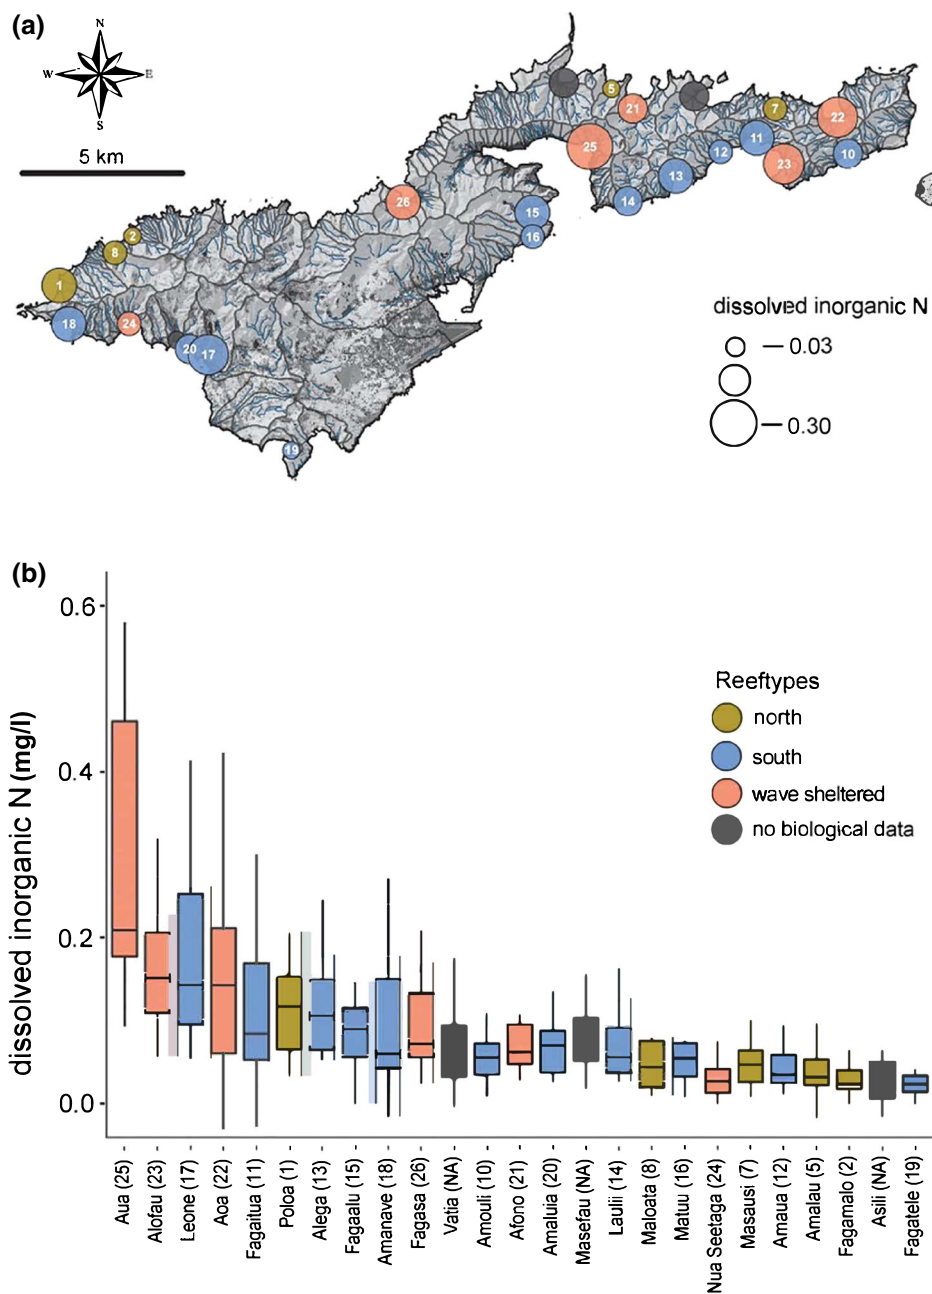 (a)
N
W
E
S
5 km
5
21
7
22
25
11
12
10
13
23
14
26
15
16
2
8
1
18
24
20
17
19
dissolved inorganic N
0.03
0.30
(b)
dissolved inorganic N (mg/l)
0.6
0.4
0.2
0.0
Reeftypes
north
south
wave sheltered
no biological data
Aua (25)
Alofau (23)
Leone (17)
Aoa (22)
Fagaitua (11)
Poloa (1)
Alega (13)
Fagaalu (15)
Amanave (18)
Fagasa (26)
Vatia (NA)
Amouli (10)
Afono (21)
Amaluia (20)
Masefau (NA)
Laulii (14)
Maloata (8)
Matuu (16)
Nua Seetaga (24)
Masausi (7)
Amaua (12)
Amalau (5)
Fagamalo (2)
Asili (NA)
Fagatele (19)